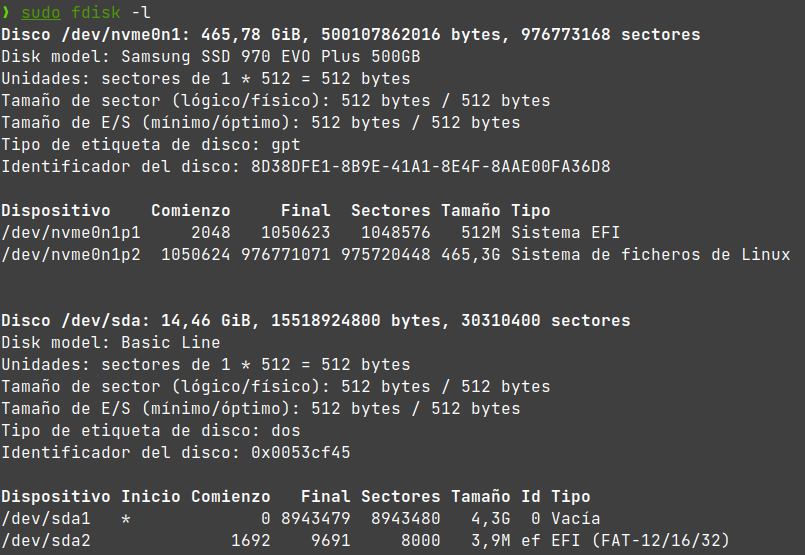 ❯ sudo fdisk -l
Disco /dev/nvme0n1: 465,78 GiB, 500107862016 bytes, 976773168 sectores
Disk model: Samsung SSD 970 EVO Plus 500GB
Unidades: sectores de 1 * 512 = 512 bytes
Tamaño de sector (lógico/físico): 512 bytes / 512 bytes
Tamaño de E/S (mínimo/óptimo): 512 bytes / 512 bytes
Tipo de etiqueta de disco: gpt
Identificador del disco: 8D38DFE1-8B9E-41A1-8E4F-8AAE00FA36D8
Dispositivo Comienzo Final Sectores Tamaño Tipo
/dev/nvme0n1p1 2048 1050623 1048576 512M Sistema EFI
/dev/nvme0n1p2 1050624 976771071 975720448 465,3G Sistema de ficheros de Linux
Disco /dev/sda: 14,46 GiB, 15518924800 bytes, 30310400 sectores
Disk model: Basic Line
Unidades: sectores de 1 * 512 = 512 bytes
Tamaño de sector (lógico/físico): 512 bytes / 512 bytes
Tamaño de E/S (mínimo/óptimo): 512 bytes / 512 bytes
Tipo de etiqueta de disco: dos
Identificador del disco: 0x0053cf45
Dispositivo Inicio Comienzo Final Sectores Tamaño Id Tipo
/dev/sda1 * 0 8943479 8943480 4,3G 0 Vacía
/dev/sda2 1692 9691 8000 3,9M ef EFI (FAT-12/16/32)